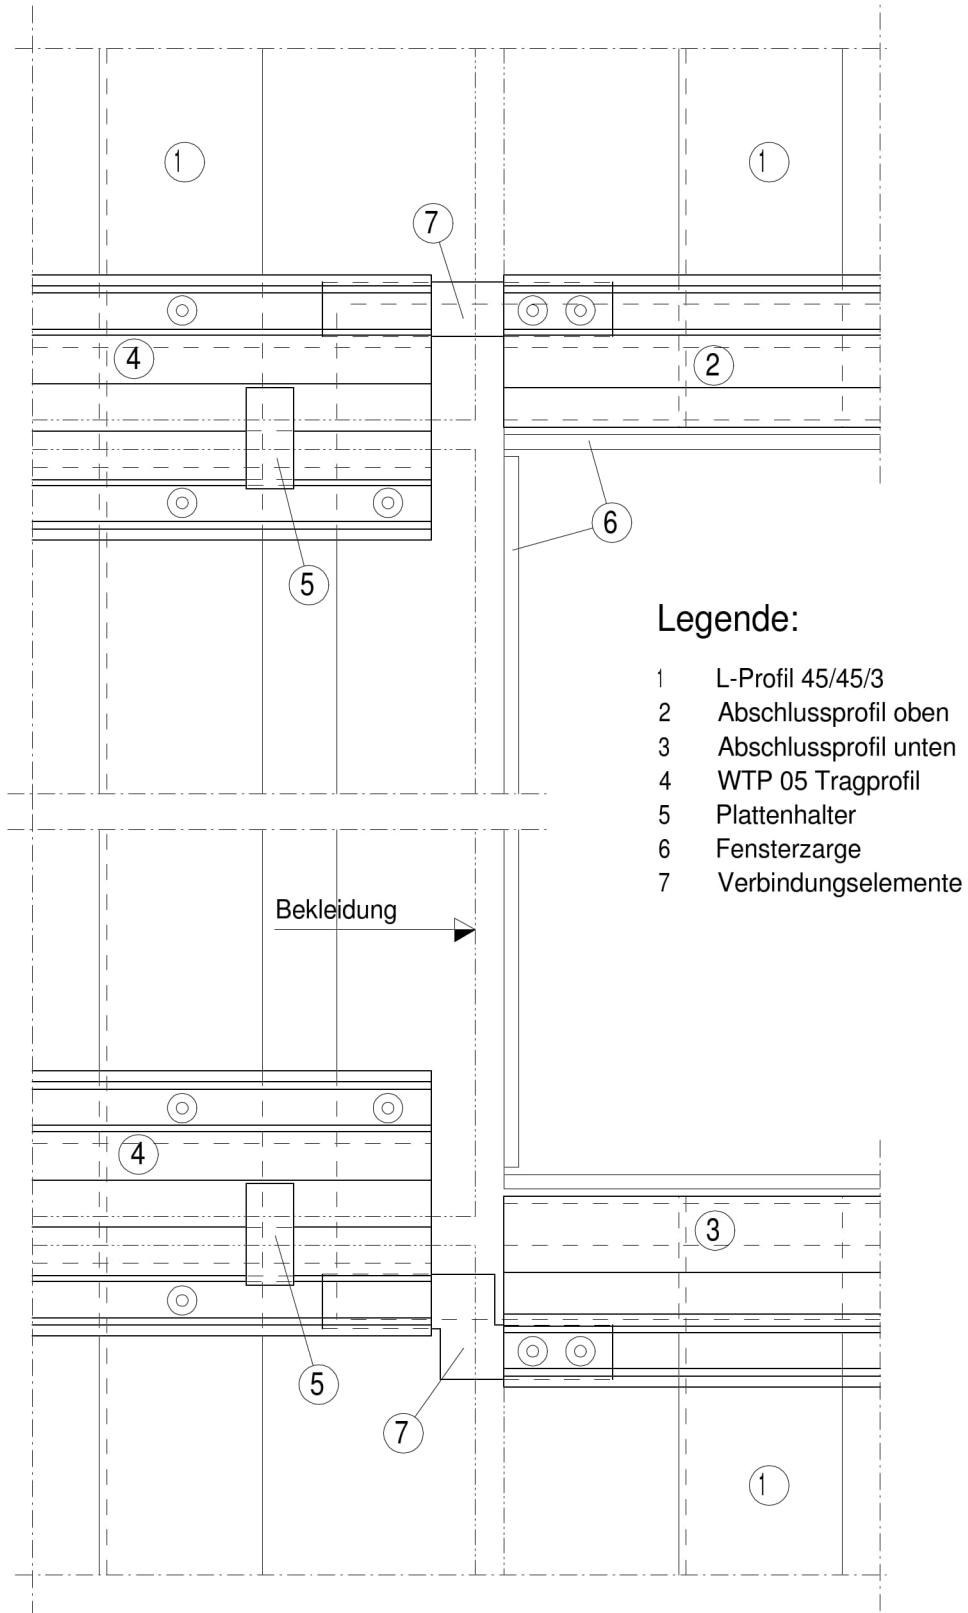 1
1
7
4
2
5
6
Legende:
1 L-Profil 45/45/3
2 Abschlussprofil oben
3 Abschlussprofil unten
4 WTP 05 Tragprofil
5 Plattenhalter
6 Fensterzarge
7 Verbindungselemente
Bekleidung
4
3
5
7
1